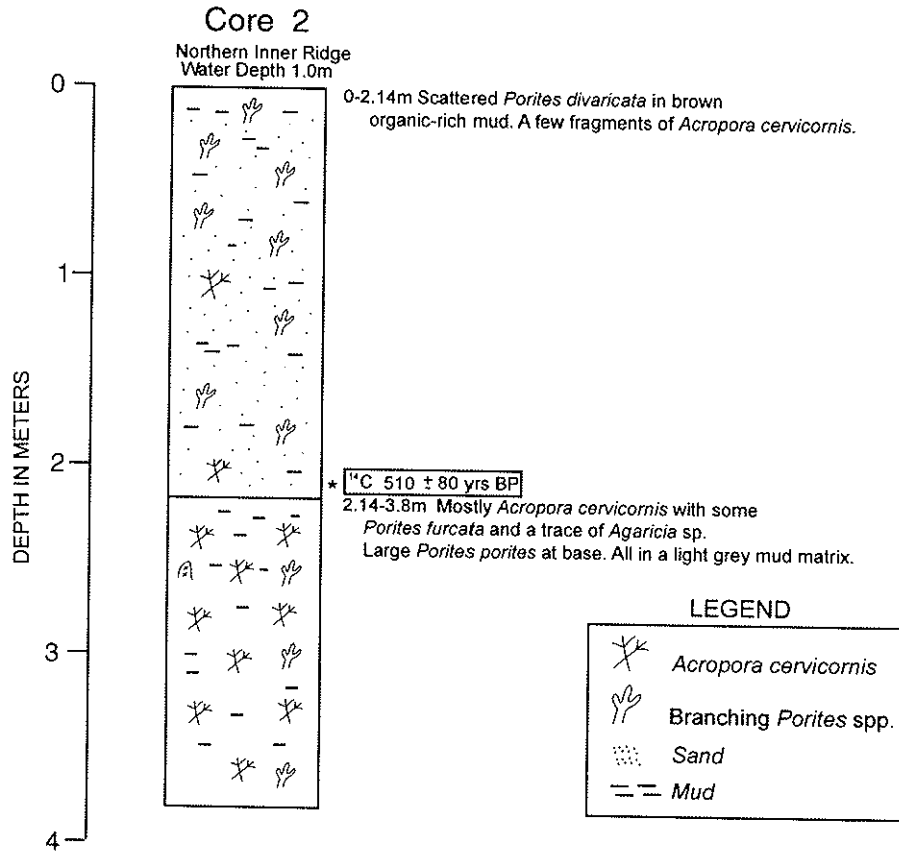 Core 2
Northern Inner Ridge
Water Depth 1.0m
0
0-2.14m Scattered Porites divaricata in brown
organic-rich mud. A few fragments of Acropora cervicornis.
1
DEPTH IN METERS
2
* ¹⁴C 510 ± 80 yrs BP
2.14-3.8m Mostly Acropora cervicornis with some
Porites furcata and a trace of Agaricia sp.
Large Porites porites at base. All in a light grey mud matrix.
3
4
LEGEND
Acropora cervicornis
Branching Porites spp.
Sand
Mud